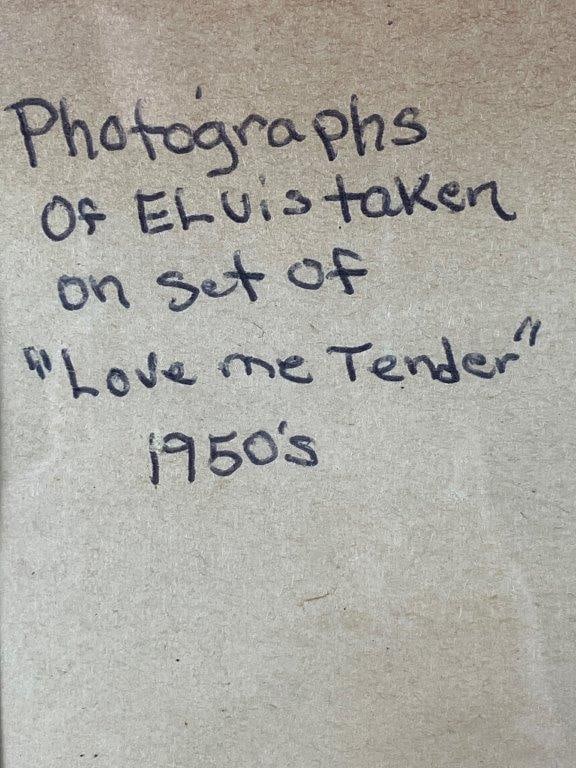 Photographs
Of ELvis taken
on set of
"Love me Tender"
1950's